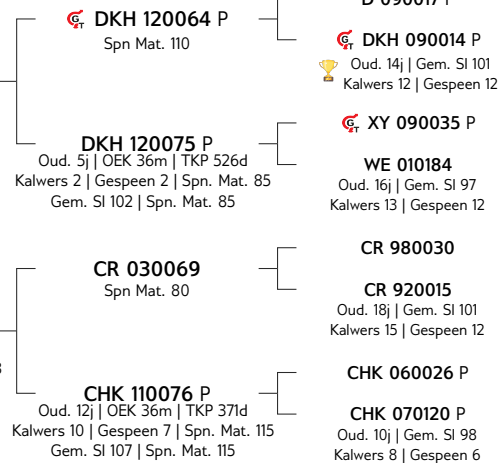 D 090017 P
DKH 120064 P
Spn Mat. 110
DKH 090014 P
Oud. 14j | Gem. SI 101
Kalwers 12 | Gespeen 12
DKH 120075 P
Oud. 5j | OEK 36m | TKP 526d
Kalwers 2 | Gespeen 2 | Spn. Mat. 85
Gem. SI 102 | Spn. Mat. 85
XY 090035 P
WE 010184
Oud. 16j | Gem. SI 97
Kalwers 13 | Gespeen 12
CR 030069
Spn Mat. 80
CR 980030
CR 920015
Oud. 18j | Gem. SI 101
Kalwers 15 | Gespeen 12
CHK 110076 P
Oud. 12j | OEK 36m | TKP 371d
Kalwers 10 | Gespeen 7 | Spn. Mat. 115
Gem. SI 107 | Spn. Mat. 115
CHK 060026 P
CHK 070120 P
Oud. 10j | Gem. SI 98
Kalwers 8 | Gespeen 6